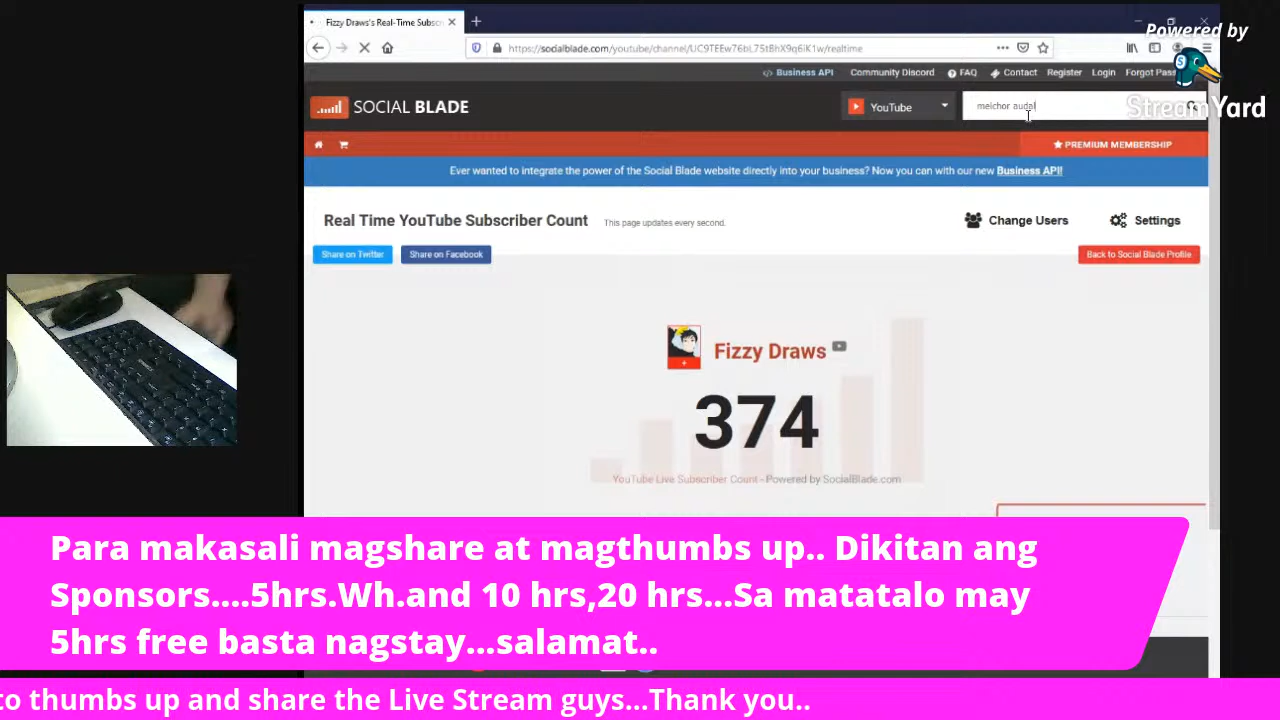 Fizzy Draws's Real-Time Subscr
Powered by
StreamYard
https://socialblade.com/youtube/channel/UC9TEEw76bL75tBhX9q6iK1w/realtime
Business API Community Discord FAQ Contact Register Login Forgot Pass
SOCIAL BLADE
YouTube
melchor audal
PREMIUM MEMBERSHIP
Ever wanted to integrate the power of the Social Blade website directly into your business? Now you can with our new Business API!
Real Time YouTube Subscriber Count This page updates every second.
Change Users Settings
Share on Twitter Share on Facebook Back to Social Blade Profile
Fizzy Draws
374
YouTube Live Subscriber Count - Powered by SocialBlade.com
Para makasali magshare at magthumbs up.. Dikitan ang
Sponsors....5hrs.Wh.and 10 hrs,20 hrs...Sa matatalo may
5hrs free basta nagstay...salamat..
to thumbs up and share the Live Stream guys...Thank you..